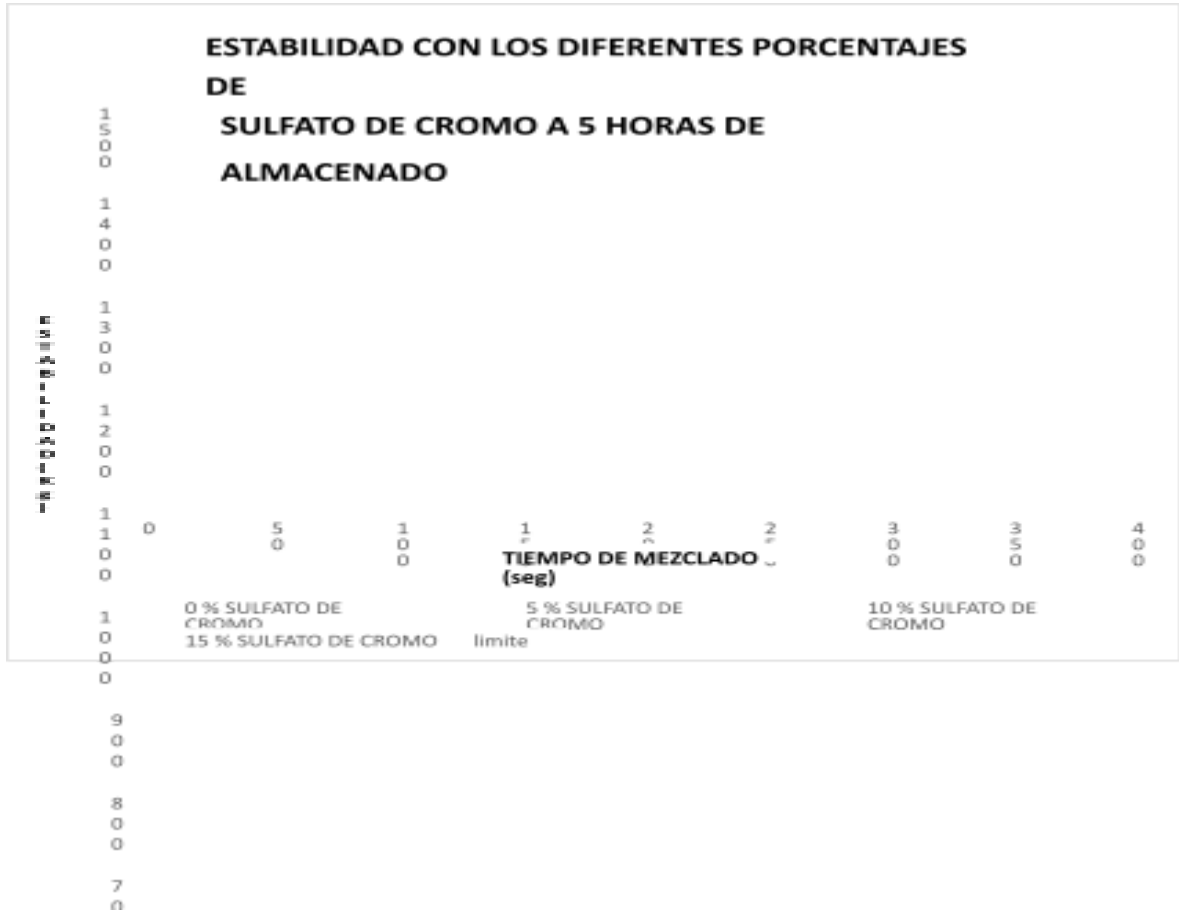 ESTABILIDAD CON LOS DIFERENTES PORCENTAJES
DE
SULFATO DE CROMO A 5 HORAS DE
ALMACENADO
1500
1400
1300
1200
1100
1000
900
800
0
50
100
300
350
400
TIEMPO DE MEZCLADO
(seg)
0 % SULFATO DE
CROMO
5 % SULFATO DE
CROMO
10 % SULFATO DE
CROMO
15 % SULFATO DE CROMO
limite